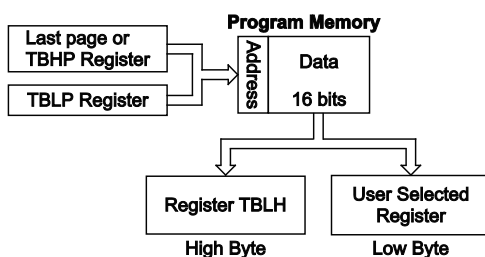 Program Memory
Last page or
TBHP Register
TBLP Register
Address
Data
16 bits
Register TBLH
High Byte
User Selected
Register
Low Byte